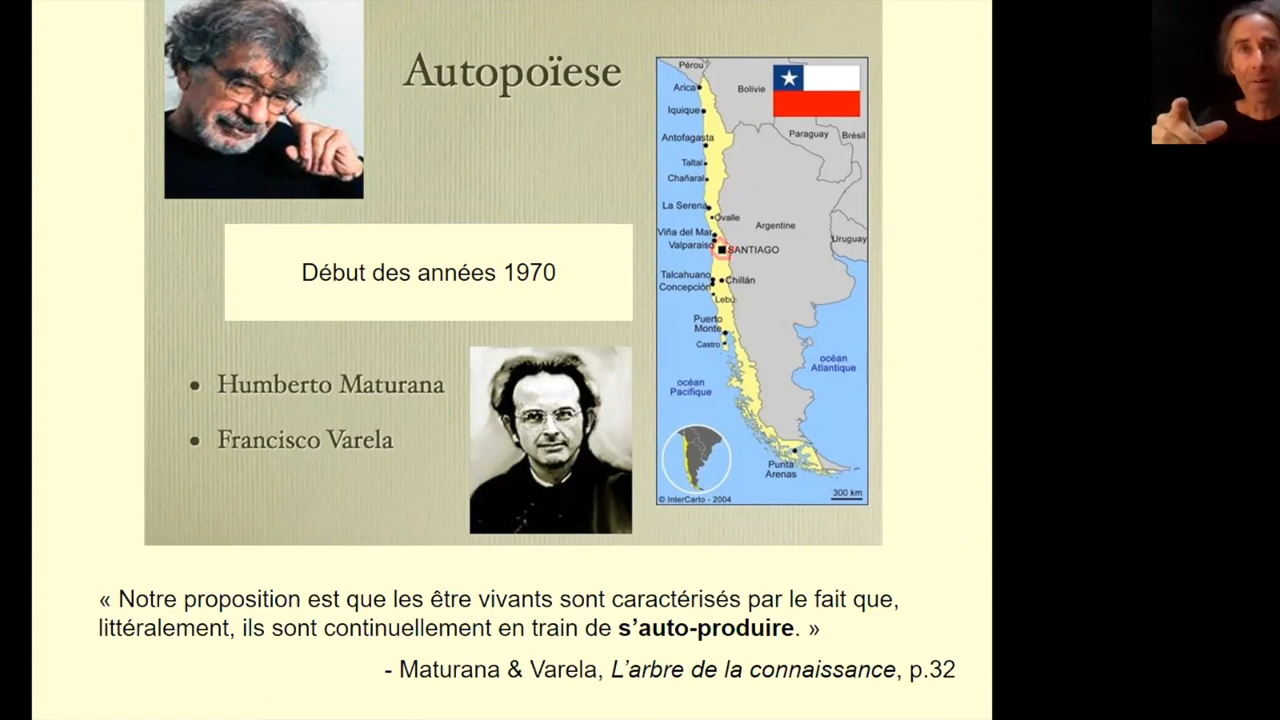 Autopoïese
Début des années 1970
• Humberto Maturana
• Francisco Varela
Pérou
Bolivie
Arica
Iquique
Paraguay
Brésil
Antofagasta
Taltal
Chañaral
La Serena
Ovalle
Argentine
Viña del Mar
Uruguay
Valparaiso
SANTIAGO
Talcahuano
Chillán
Concepción
Lebu
Puerto
Monte
Castro
océan
Atlantique
océan
Pacifique
Punta
Arenas
300 km
© InterCarto - 2004
« Notre proposition est que les être vivants sont caractérisés par le fait que,
littéralement, ils sont continuellement en train de s’auto-produire. »
- Maturana & Varela, L’arbre de la connaissance, p.32